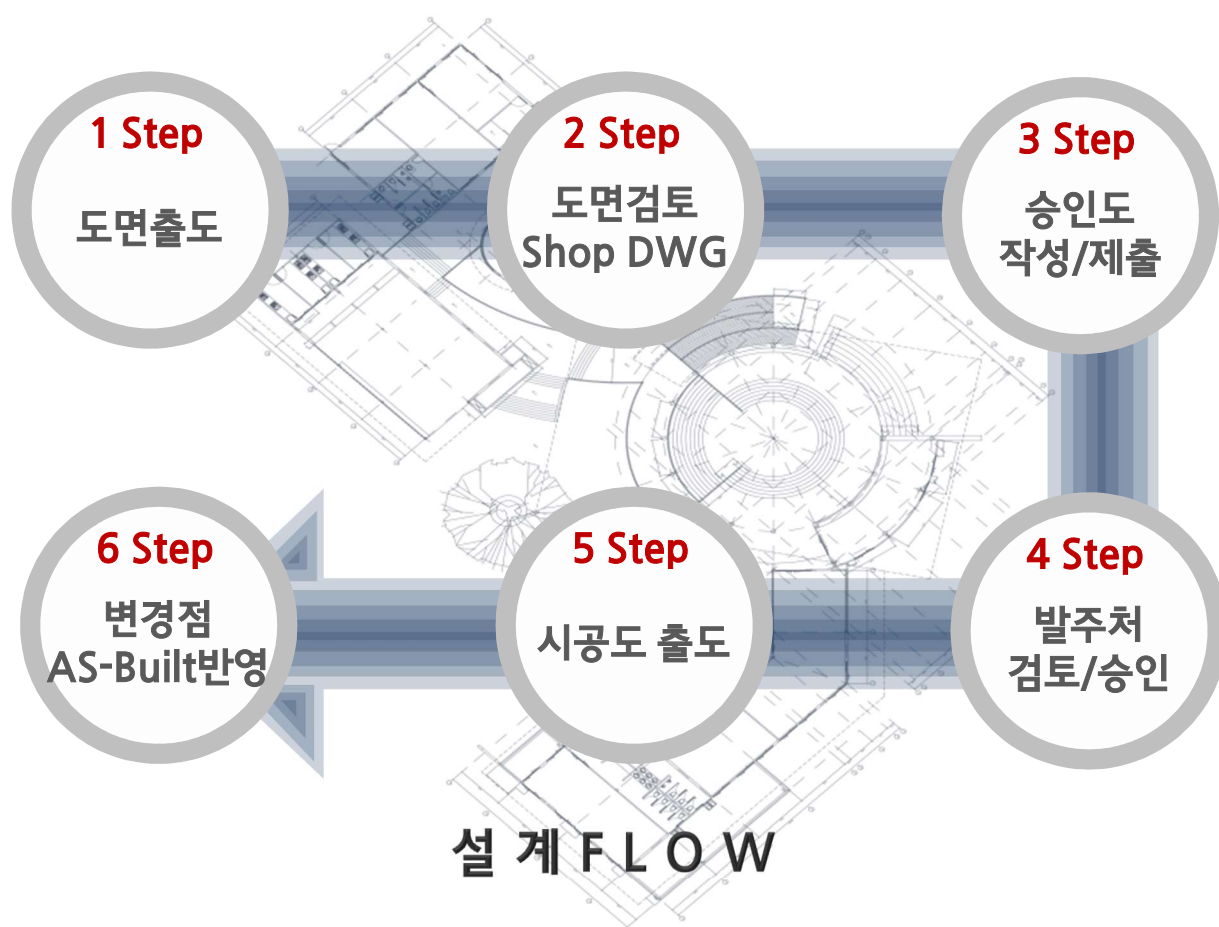 1 Step
도면출도
2 Step
도면검토
Shop DWG
3 Step
승인도
작성/제출
4 Step
발주처
검토/승인
5 Step
시공도 출도
6 Step
변경점
AS-Built반영
설 계 F L O W